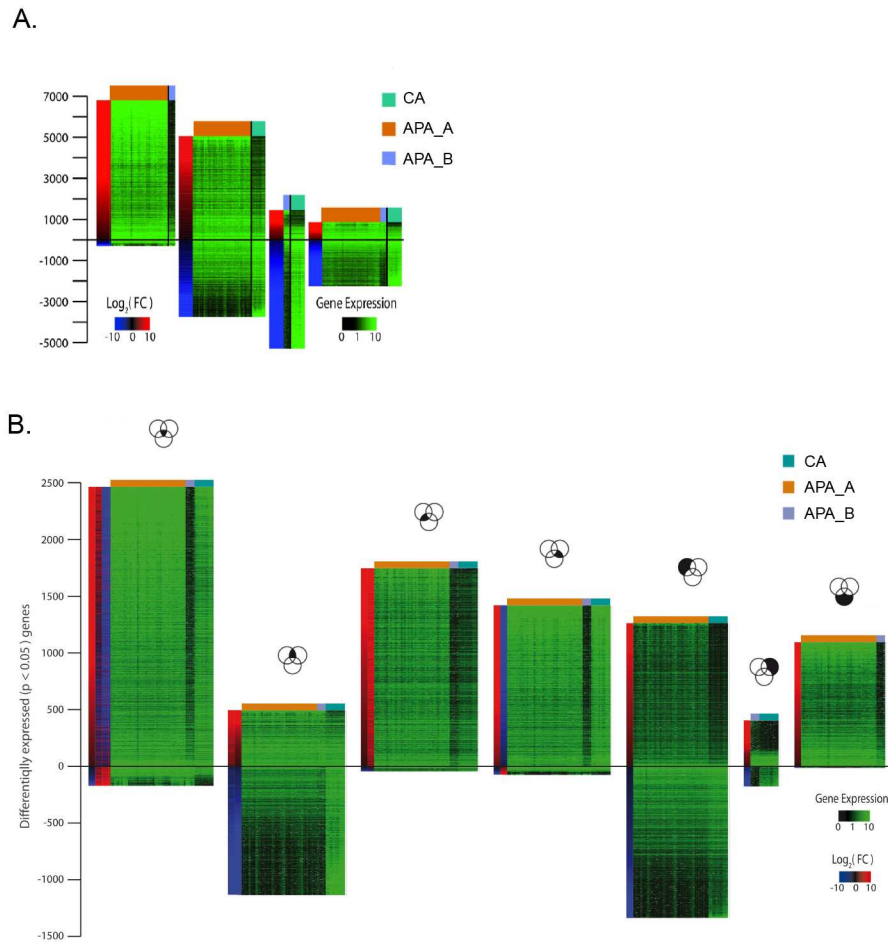 A.
7000
5000
3000
1000
-1000
-3000
-5000
CA
APA_A
APA_B
Log2( FC )
-10 0 10
Gene Expression
0 1 10
B.
Differentiqlly expressed (p < 0.05 ) genes
2500
2000
1500
1000
500
0
-500
-1000
-1500
CA
APA_A
APA_B
Gene Expression
0 1 10
Log2( FC )
-10 0 10